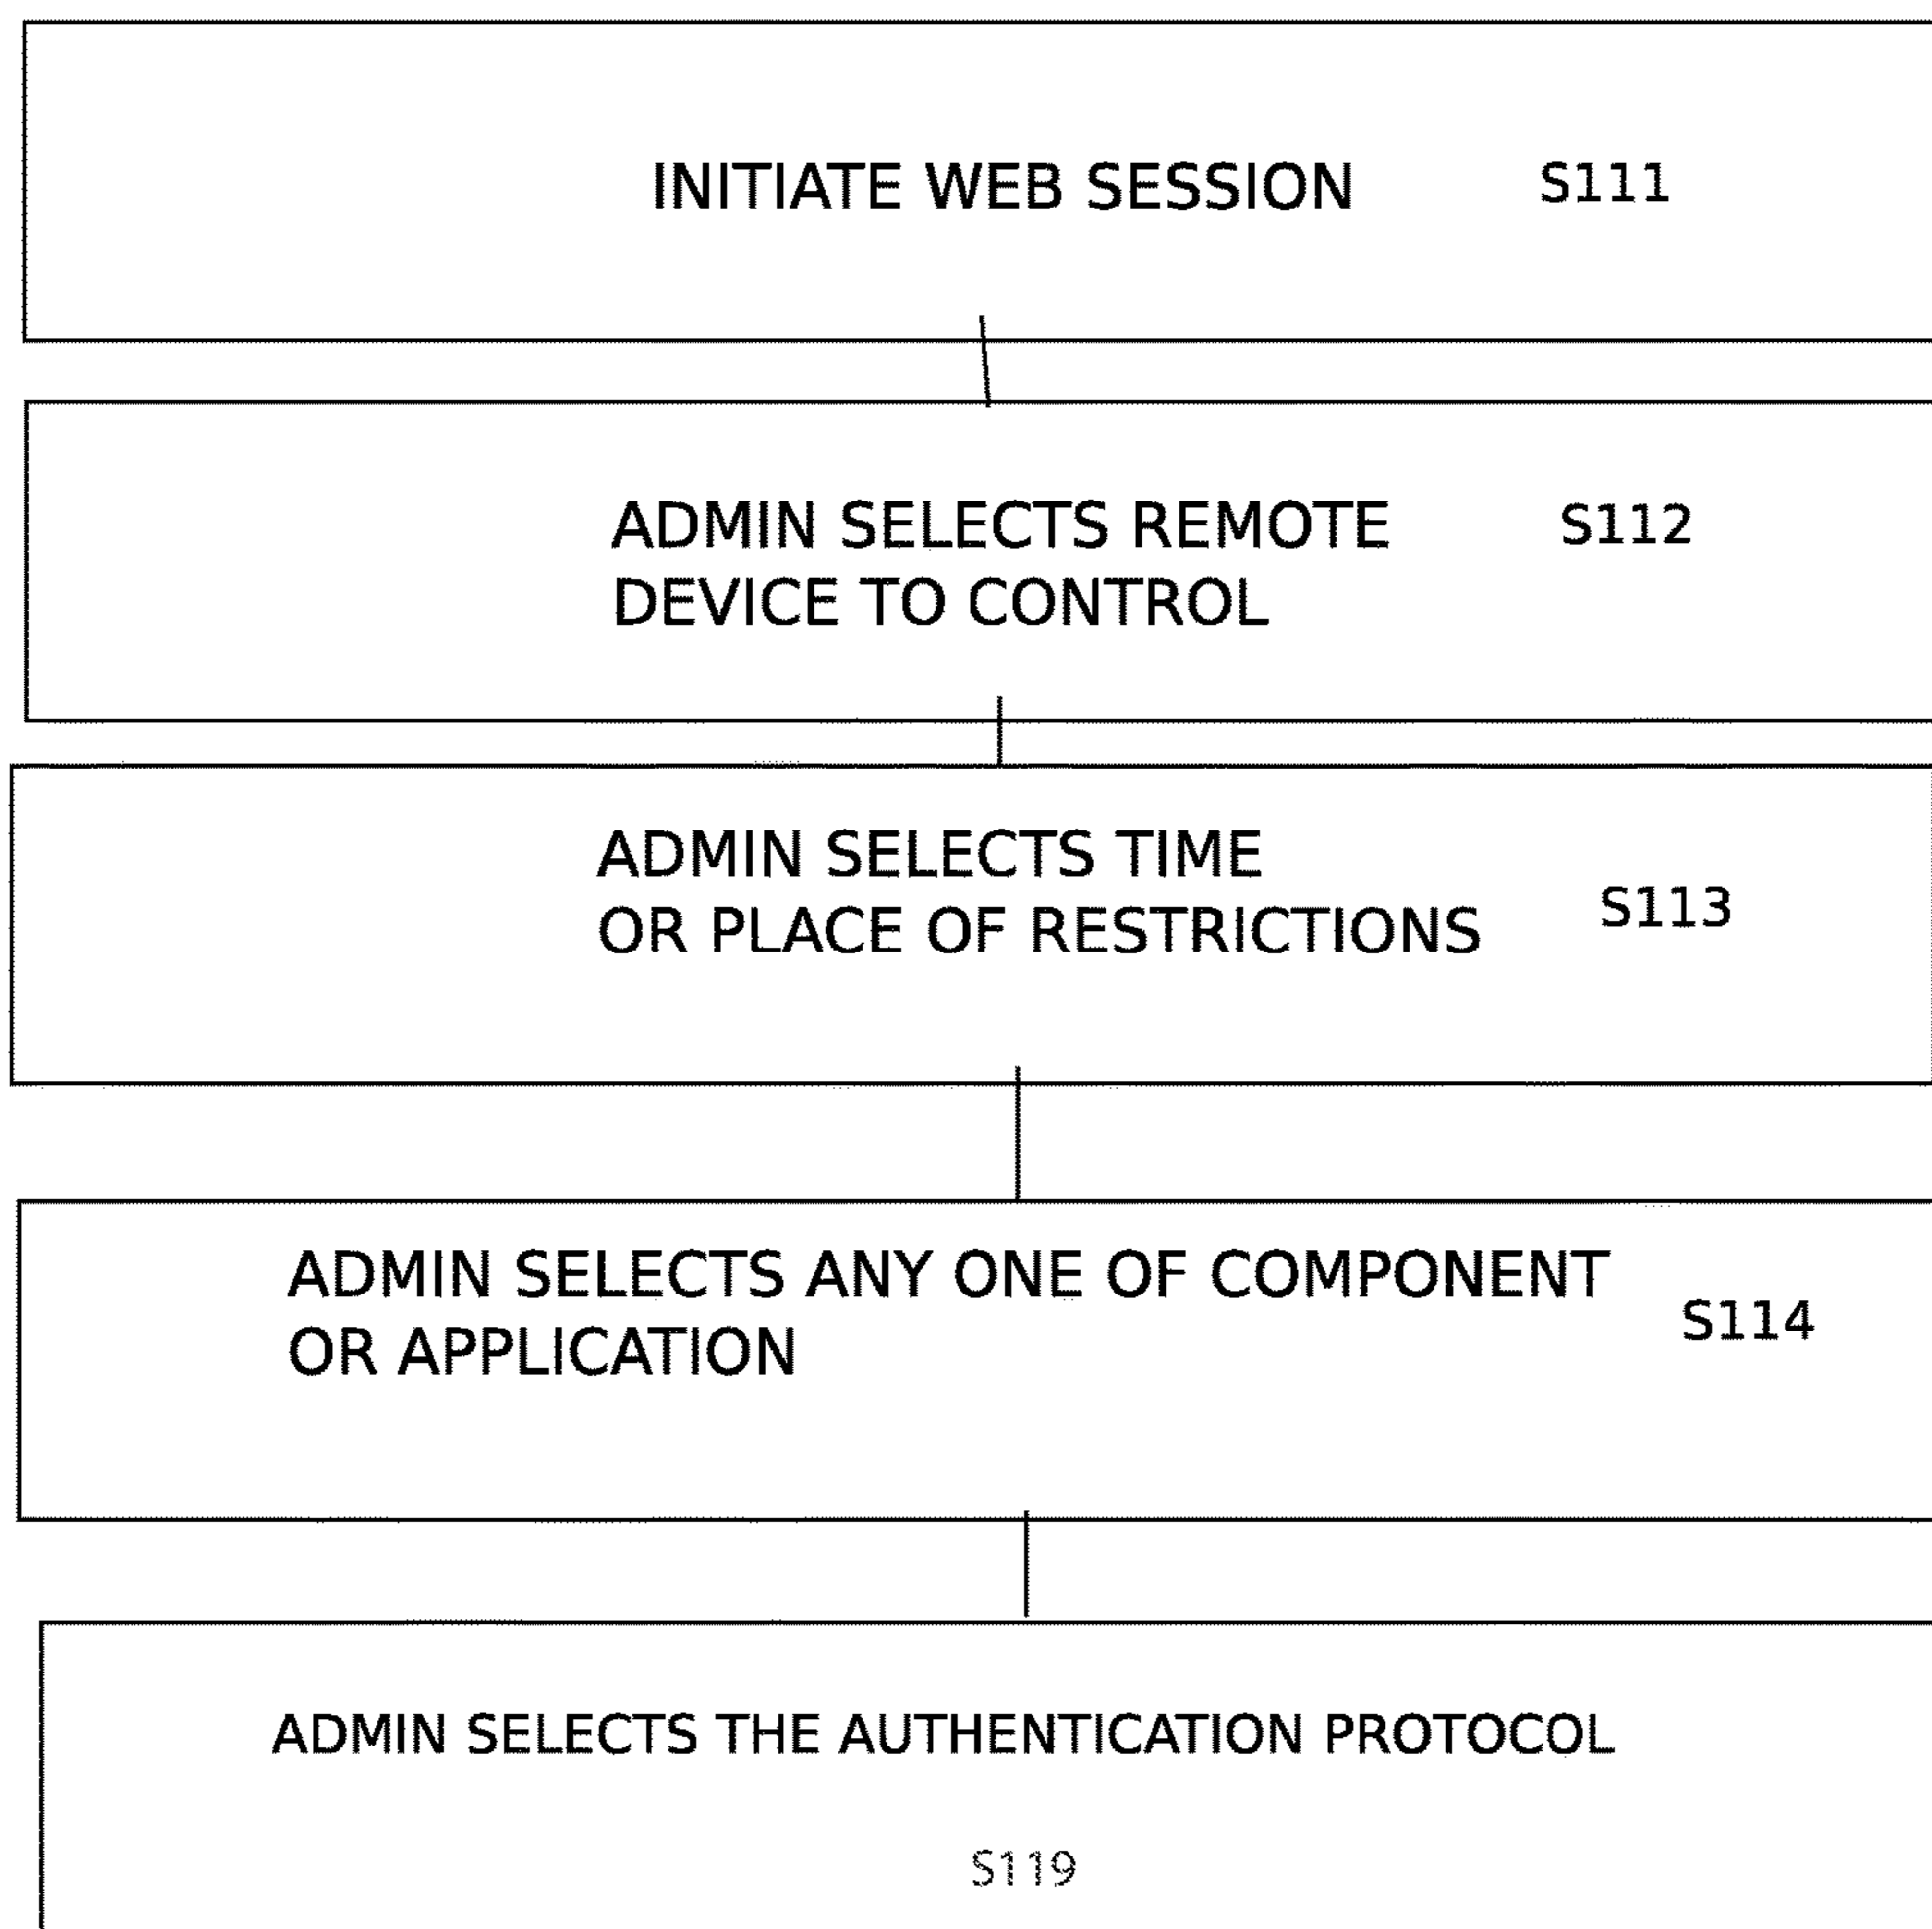 INITIATE WEB SESSION S111
ADMIN SELECTS REMOTE S112
DEVICE TO CONTROL
ADMIN SELECTS TIME
OR PLACE OF RESTRICTIONS S113
ADMIN SELECTS ANY ONE OF COMPONENT
OR APPLICATION S114
ADMIN SELECTS THE AUTHENTICATION PROTOCOL
S119